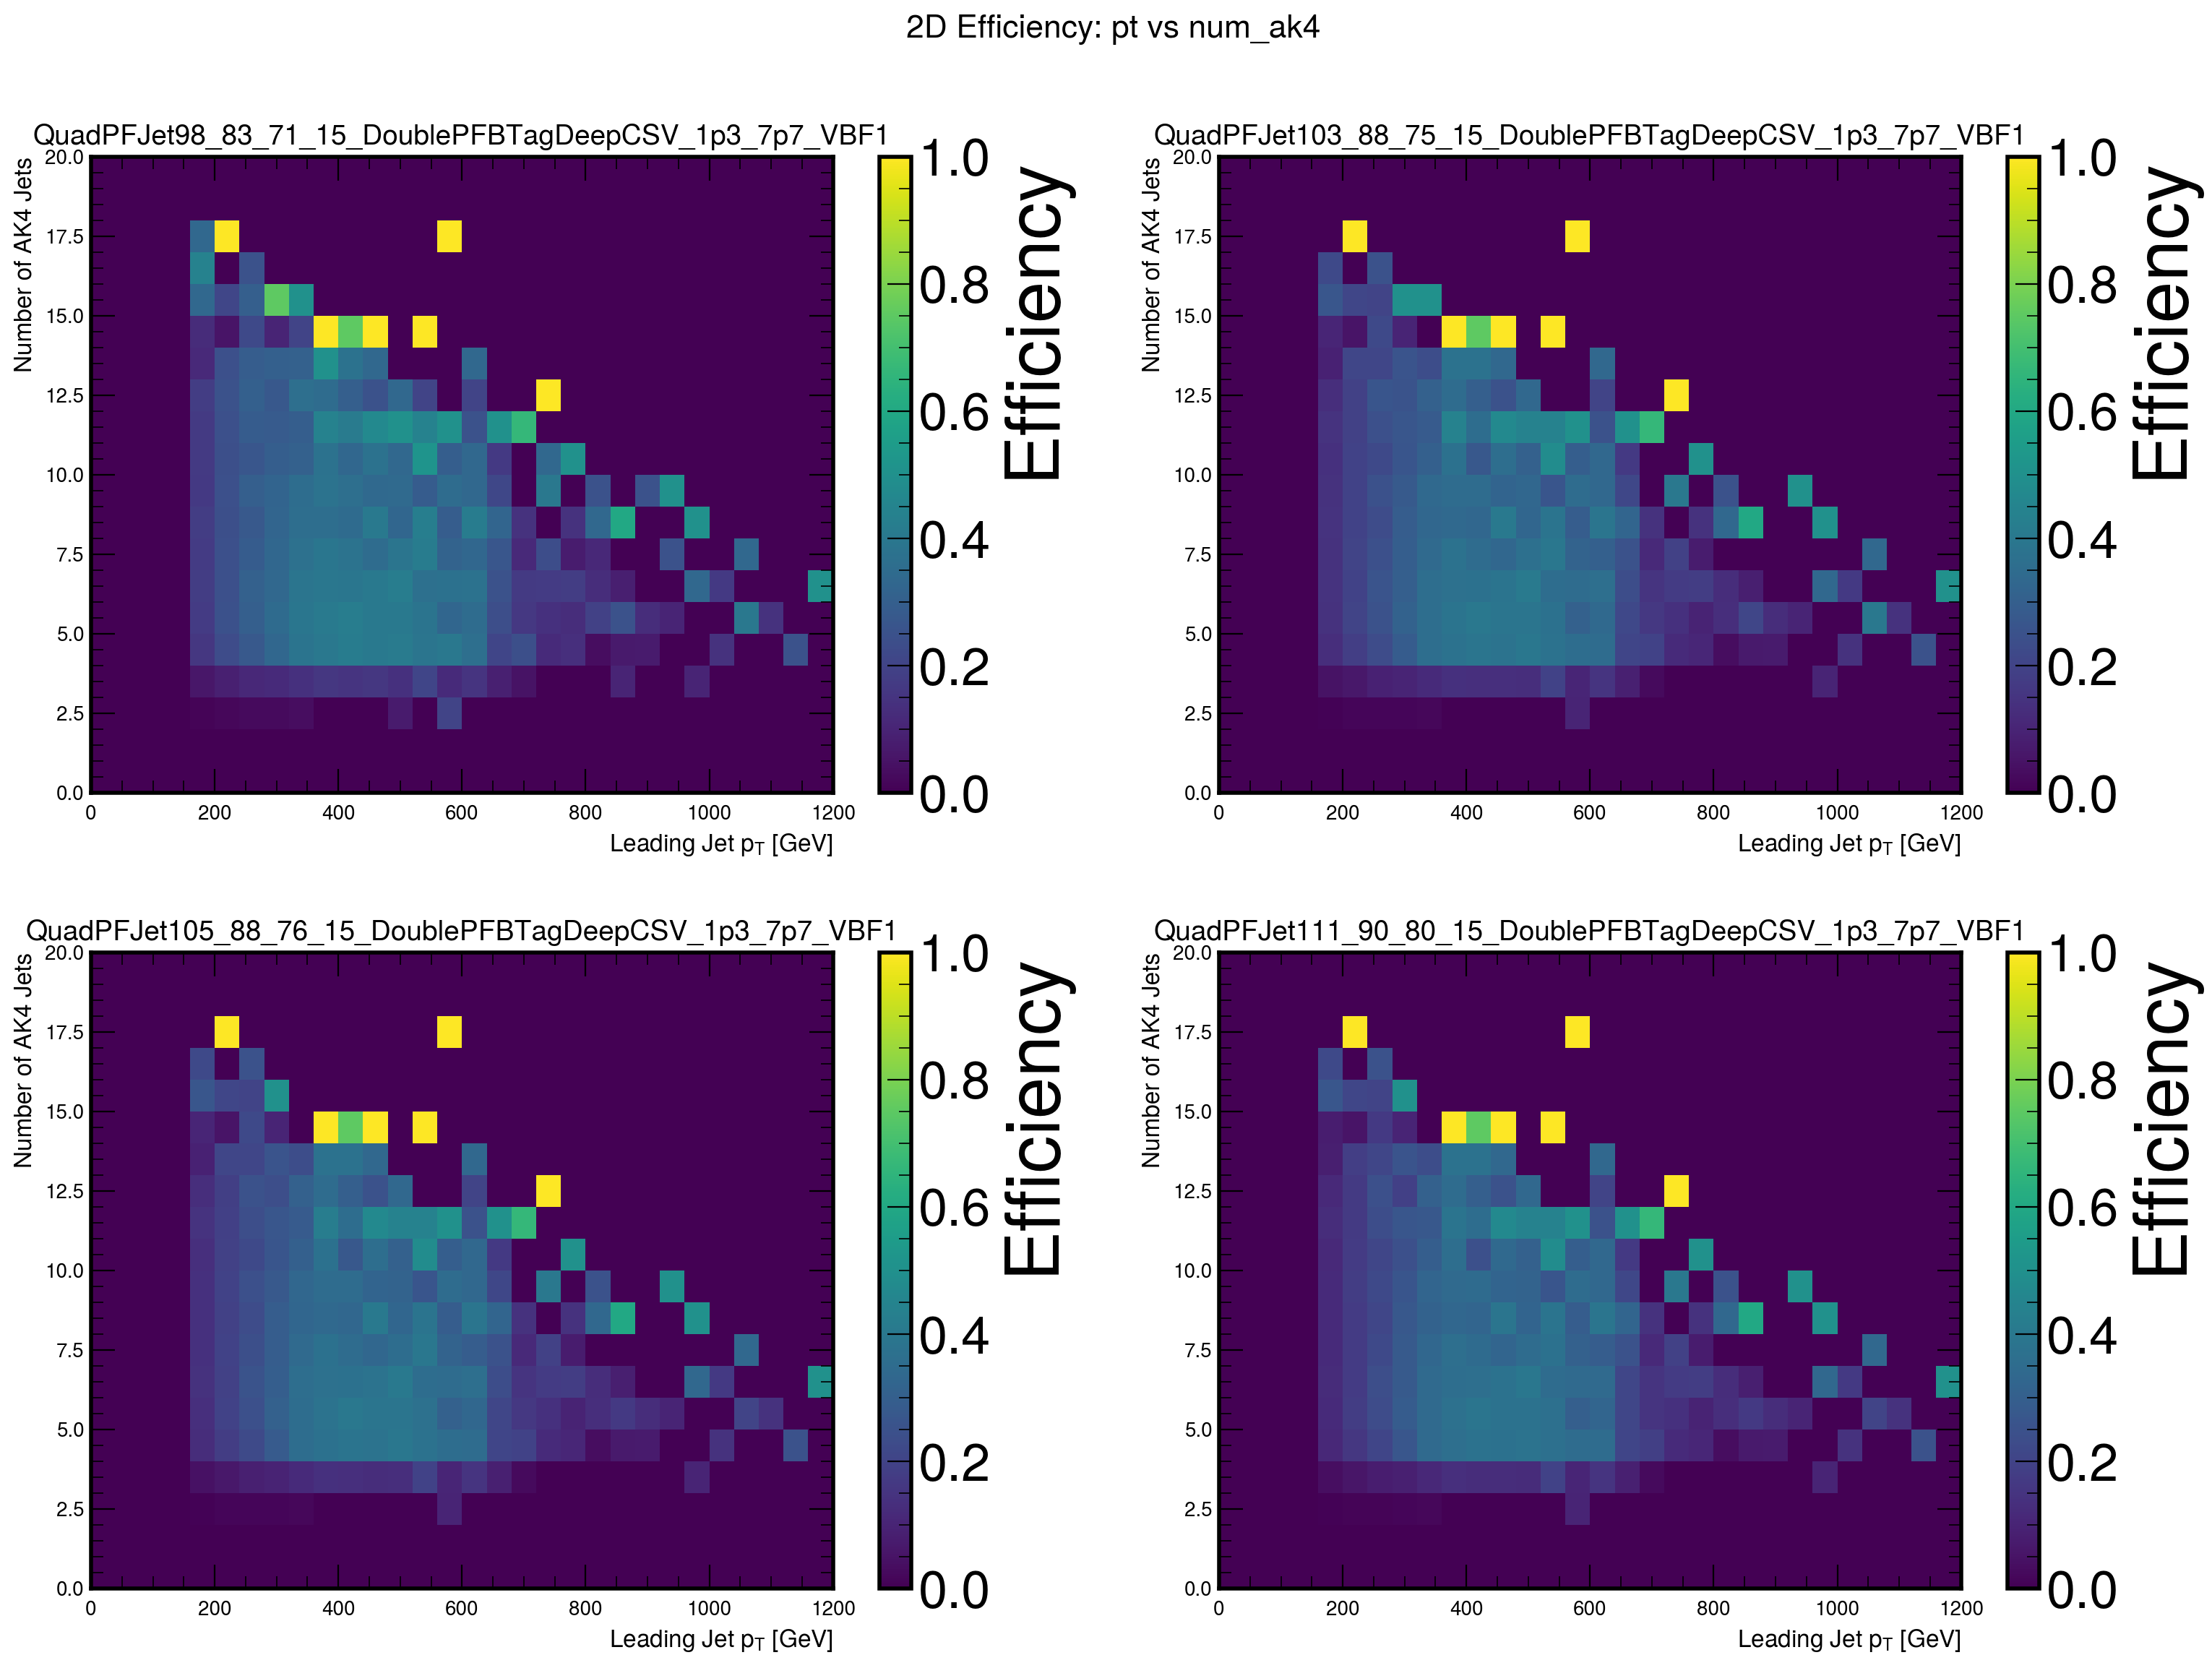 2D Efficiency: pt vs num_ak4
QuadPFJet98_83_71_15_DoublePFBTagDeepCSV_1p3_7p7_VBF1
Number of AK4 Jets
20.0
17.5
15.0
12.5
10.0
7.5
5.0
2.5
0.0
0 200 400 600 800 1000 1200
Leading Jet pT [GeV]
1.0
0.8
0.6
0.4
0.2
0.0
Efficiency
QuadPFJet103_88_75_15_DoublePFBTagDeepCSV_1p3_7p7_VBF1
Number of AK4 Jets
20.0
17.5
15.0
12.5
10.0
7.5
5.0
2.5
0.0
0 200 400 600 800 1000 1200
Leading Jet pT [GeV]
1.0
0.8
0.6
0.4
0.2
0.0
Efficiency
QuadPFJet105_88_76_15_DoublePFBTagDeepCSV_1p3_7p7_VBF1
Number of AK4 Jets
20.0
17.5
15.0
12.5
10.0
7.5
5.0
2.5
0.0
0 200 400 600 800 1000 1200
Leading Jet pT [GeV]
1.0
0.8
0.6
0.4
0.2
0.0
Efficiency
QuadPFJet111_90_80_15_DoublePFBTagDeepCSV_1p3_7p7_VBF1
Number of AK4 Jets
20.0
17.5
15.0
12.5
10.0
7.5
5.0
2.5
0.0
0 200 400 600 800 1000 1200
Leading Jet pT [GeV]
1.0
0.8
0.6
0.4
0.2
0.0
Efficiency